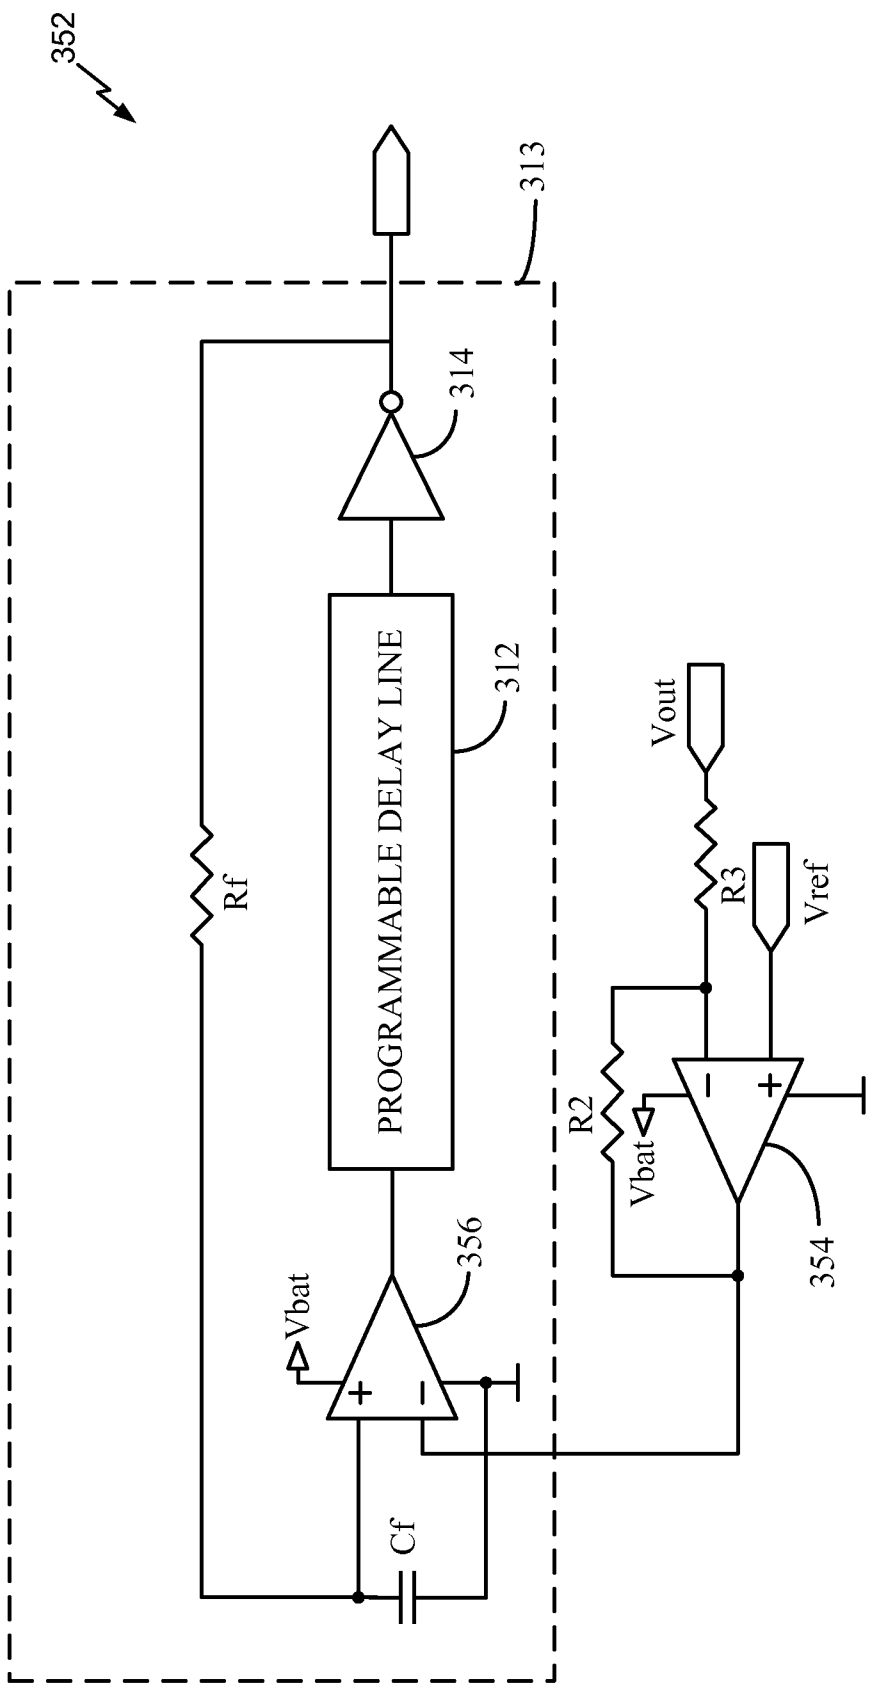 352
313
Rf
314
PROGRAMMABLE DELAY LINE
312
Vbat
+
−
356
Cf
Vout
R3
Vref
R2
Vbat
−
+
354